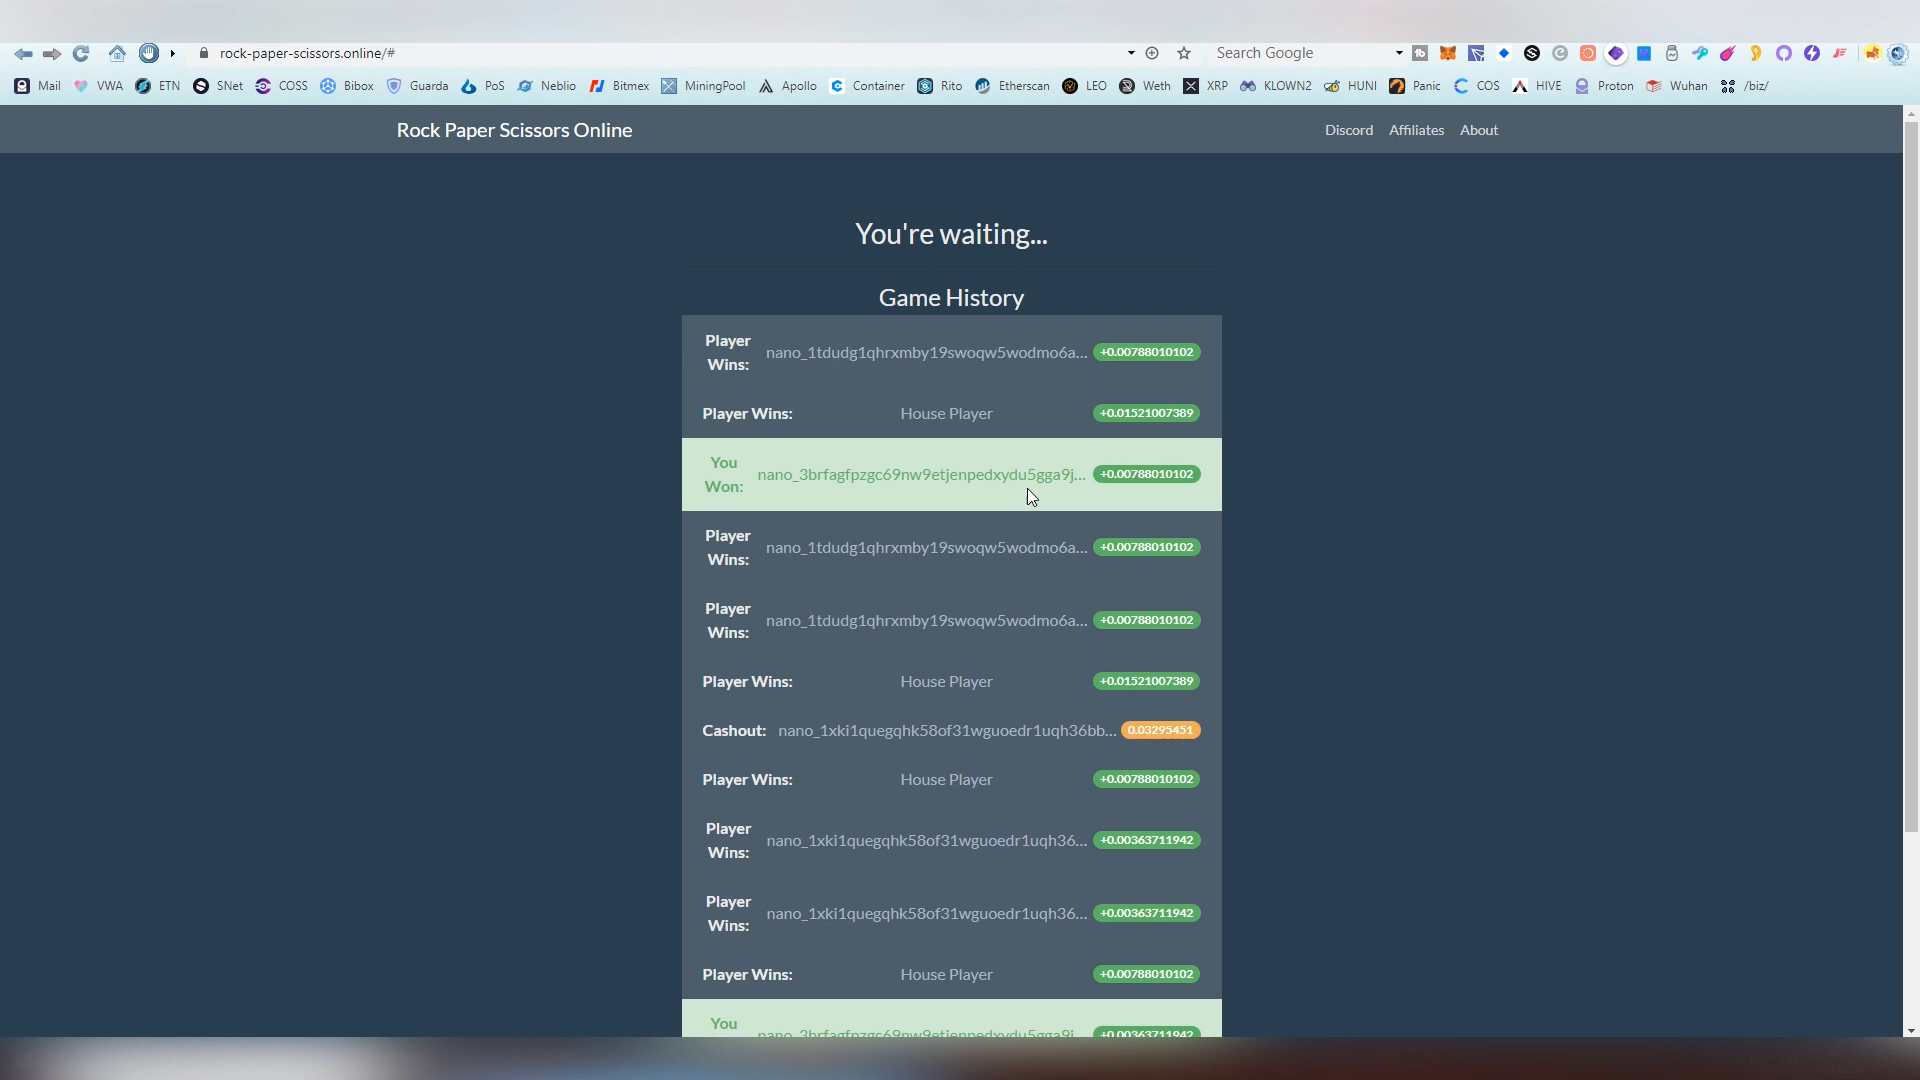 rock-paper-scissors.online/#
Search Google
Mail VWA ETN SNet COSS Bibox Guarda PoS Neblio Bitmex MiningPool Apollo Container Rito Etherscan LEO Weth XRP KLOWN2 HUNI Panic COS HIVE Proton Wuhan /biz/
Rock Paper Scissors Online
Discord Affiliates About
You're waiting...
Game History
Player Wins: nano_1tdudg1qhrxmby19swoqw5wodmo6a... +0.00788010102
Player Wins: House Player +0.01521007389
You Won: nano_3brfagfpzgc69nw9etjenpedxydu5gga9j... +0.00788010102
Player Wins: nano_1tdudg1qhrxmby19swoqw5wodmo6a... +0.00788010102
Player Wins: nano_1tdudg1qhrxmby19swoqw5wodmo6a... +0.00788010102
Player Wins: House Player +0.01521007389
Cashout: nano_1xki1quegqhk58of31wguoedr1uqh36bb... 0.03295451
Player Wins: House Player +0.00788010102
Player Wins: nano_1xki1quegqhk58of31wguoedr1uqh36... +0.00363711942
Player Wins: nano_1xki1quegqhk58of31wguoedr1uqh36... +0.00363711942
Player Wins: House Player +0.00788010102
You nano_3brfagfpzgc69nw9etjenpedxydu5gga9j... +0.00363711942